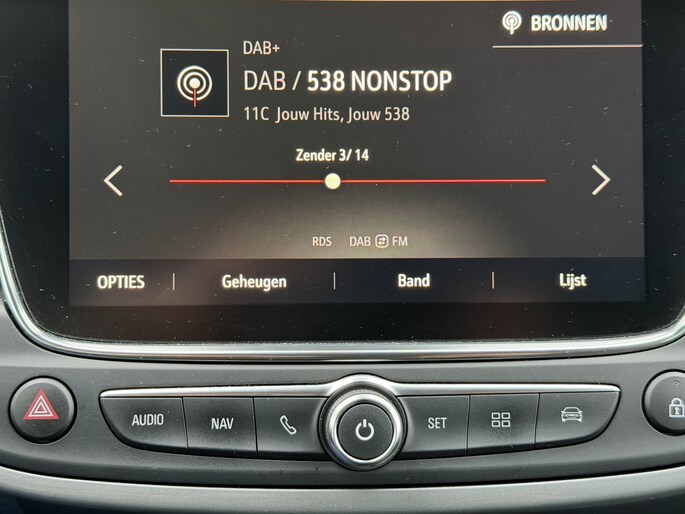 BRONNEN
DAB+
DAB / 538 NONSTOP
11C Jouw Hits, Jouw 538
Zender 3/14
RDS DAB FM
OPTIES Geheugen Band Lijst
AUDIO NAV SET